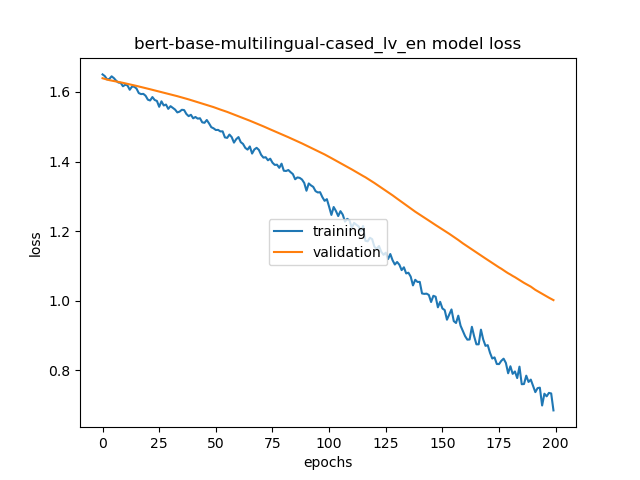 bert-base-multilingual-cased_lv_en model loss
1.6
1.4
1.2
1.0
0.8
loss
training
validation
0 25 50 75 100 125 150 175 200
epochs